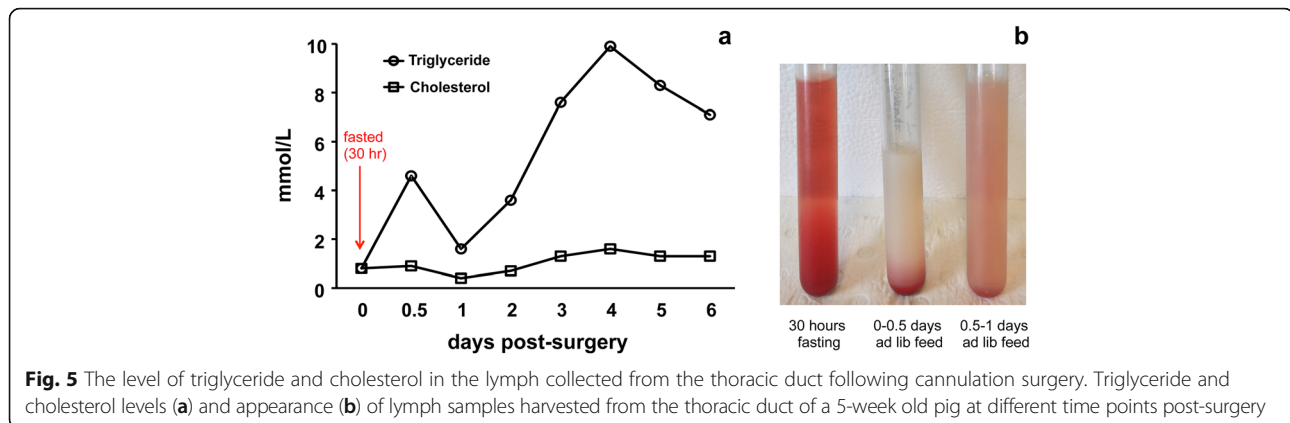 a
b
Triglyceride
Cholesterol
fasted
(30 hr)
mmol/L
10
8
6
4
2
0
0 0.5 1 2 3 4 5 6
days post-surgery
30 hours
fasting
0-0.5 days
ad lib feed
0.5-1 days
ad lib feed
Fig. 5 The level of triglyceride and cholesterol in the lymph collected from the thoracic duct following cannulation surgery. Triglyceride and
cholesterol levels (a) and appearance (b) of lymph samples harvested from the thoracic duct of a 5-week old pig at different time points post-surgery